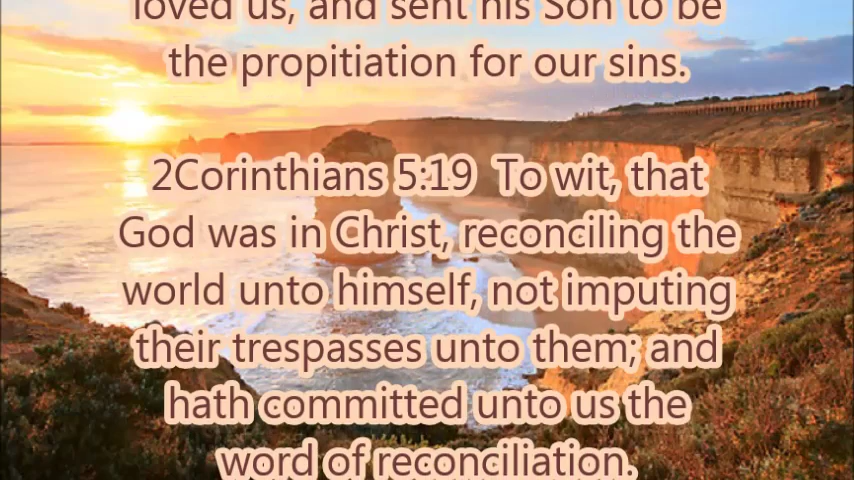 loved us, and sent his Son to be
the propitiation for our sins.
2Corinthians 5:19  To wit, that
God was in Christ, reconciling the
world unto himself, not imputing
their trespasses unto them; and
hath committed unto us the
word of reconciliation.